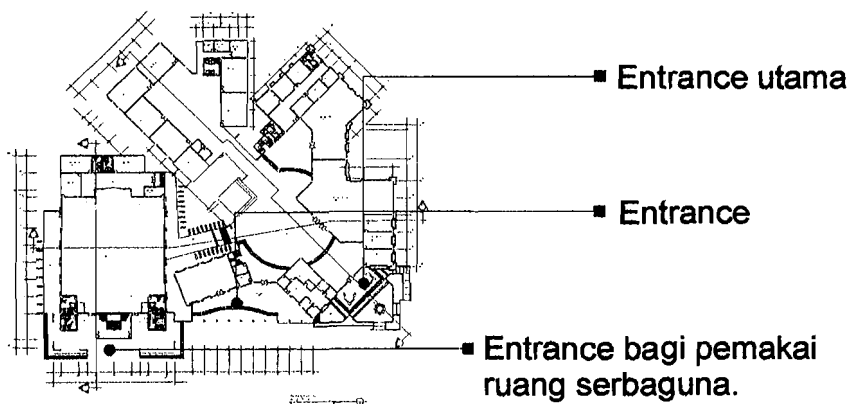 Entrance utama
Entrance
Entrance bagi pemakai
ruang serbaguna.